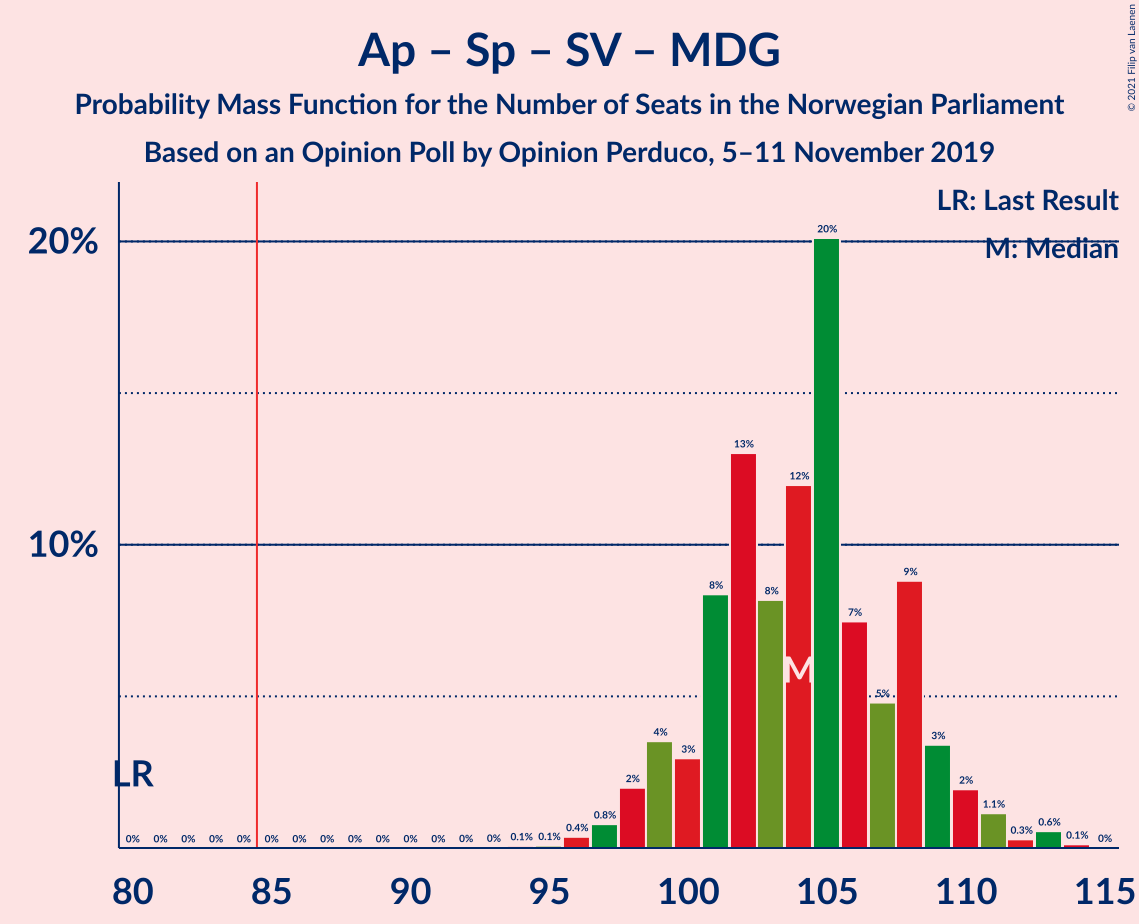 Ap – Sp – SV – MDG
Probability Mass Function for the Number of Seats in the Norwegian Parliament
Based on an Opinion Poll by Opinion Perduco, 5–11 November 2019
© 2021 Filip van Laenen
LR: Last Result
M: Median
20%
10%
LR
M
0% 0% 0% 0% 0% 0% 0% 0% 0% 0% 0% 0% 0% 0% 0.1% 0.1% 0.4% 0.8% 2% 4% 3% 8% 13% 8% 12% 20% 7% 5% 9% 3% 2% 1.1% 0.3% 0.6% 0.1% 0%
80 85 90 95 100 105 110 115